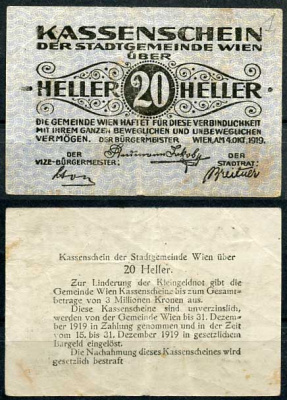 KASSENSCHEIN
DER STADTGEMEINDE WIEN
ÜBER
HELLER 20 HELLER
DIE GEMEINDE WIEN HAFTET FÜR DIESE VERBINDLICHKEIT
MIT IHREM GANZEN BEWEGLICHEN UND UNBEWEGLICHEN
VERMÖGEN. DER BÜRGERMEISTER: WIEN, AM 4. OKT. 1919.
DER
VIZE-BÜRGERMEISTER:
DER
STADTRAT:
Breitner
Kassenschein der Stadtgemeinde Wien über
20 Heller.
Zur Linderung der Kleingeldnot gibt die
Gemeinde Wien Kassenscheine bis zum Gesamt-
betrage von 3 Millionen Kronen aus.
Diese Kassenscheine sind unverzinslich,
werden von der Gemeinde Wien bis 31. Dezem-
ber 1919 in Zahlung genommen und in der Zeit
vom 15. bis 31. Dezember 1919 in gesetzlichem
Bargeld eingelöst.
Die Nachahmung dieses Kassenscheines wird
gesetzlich bestraft